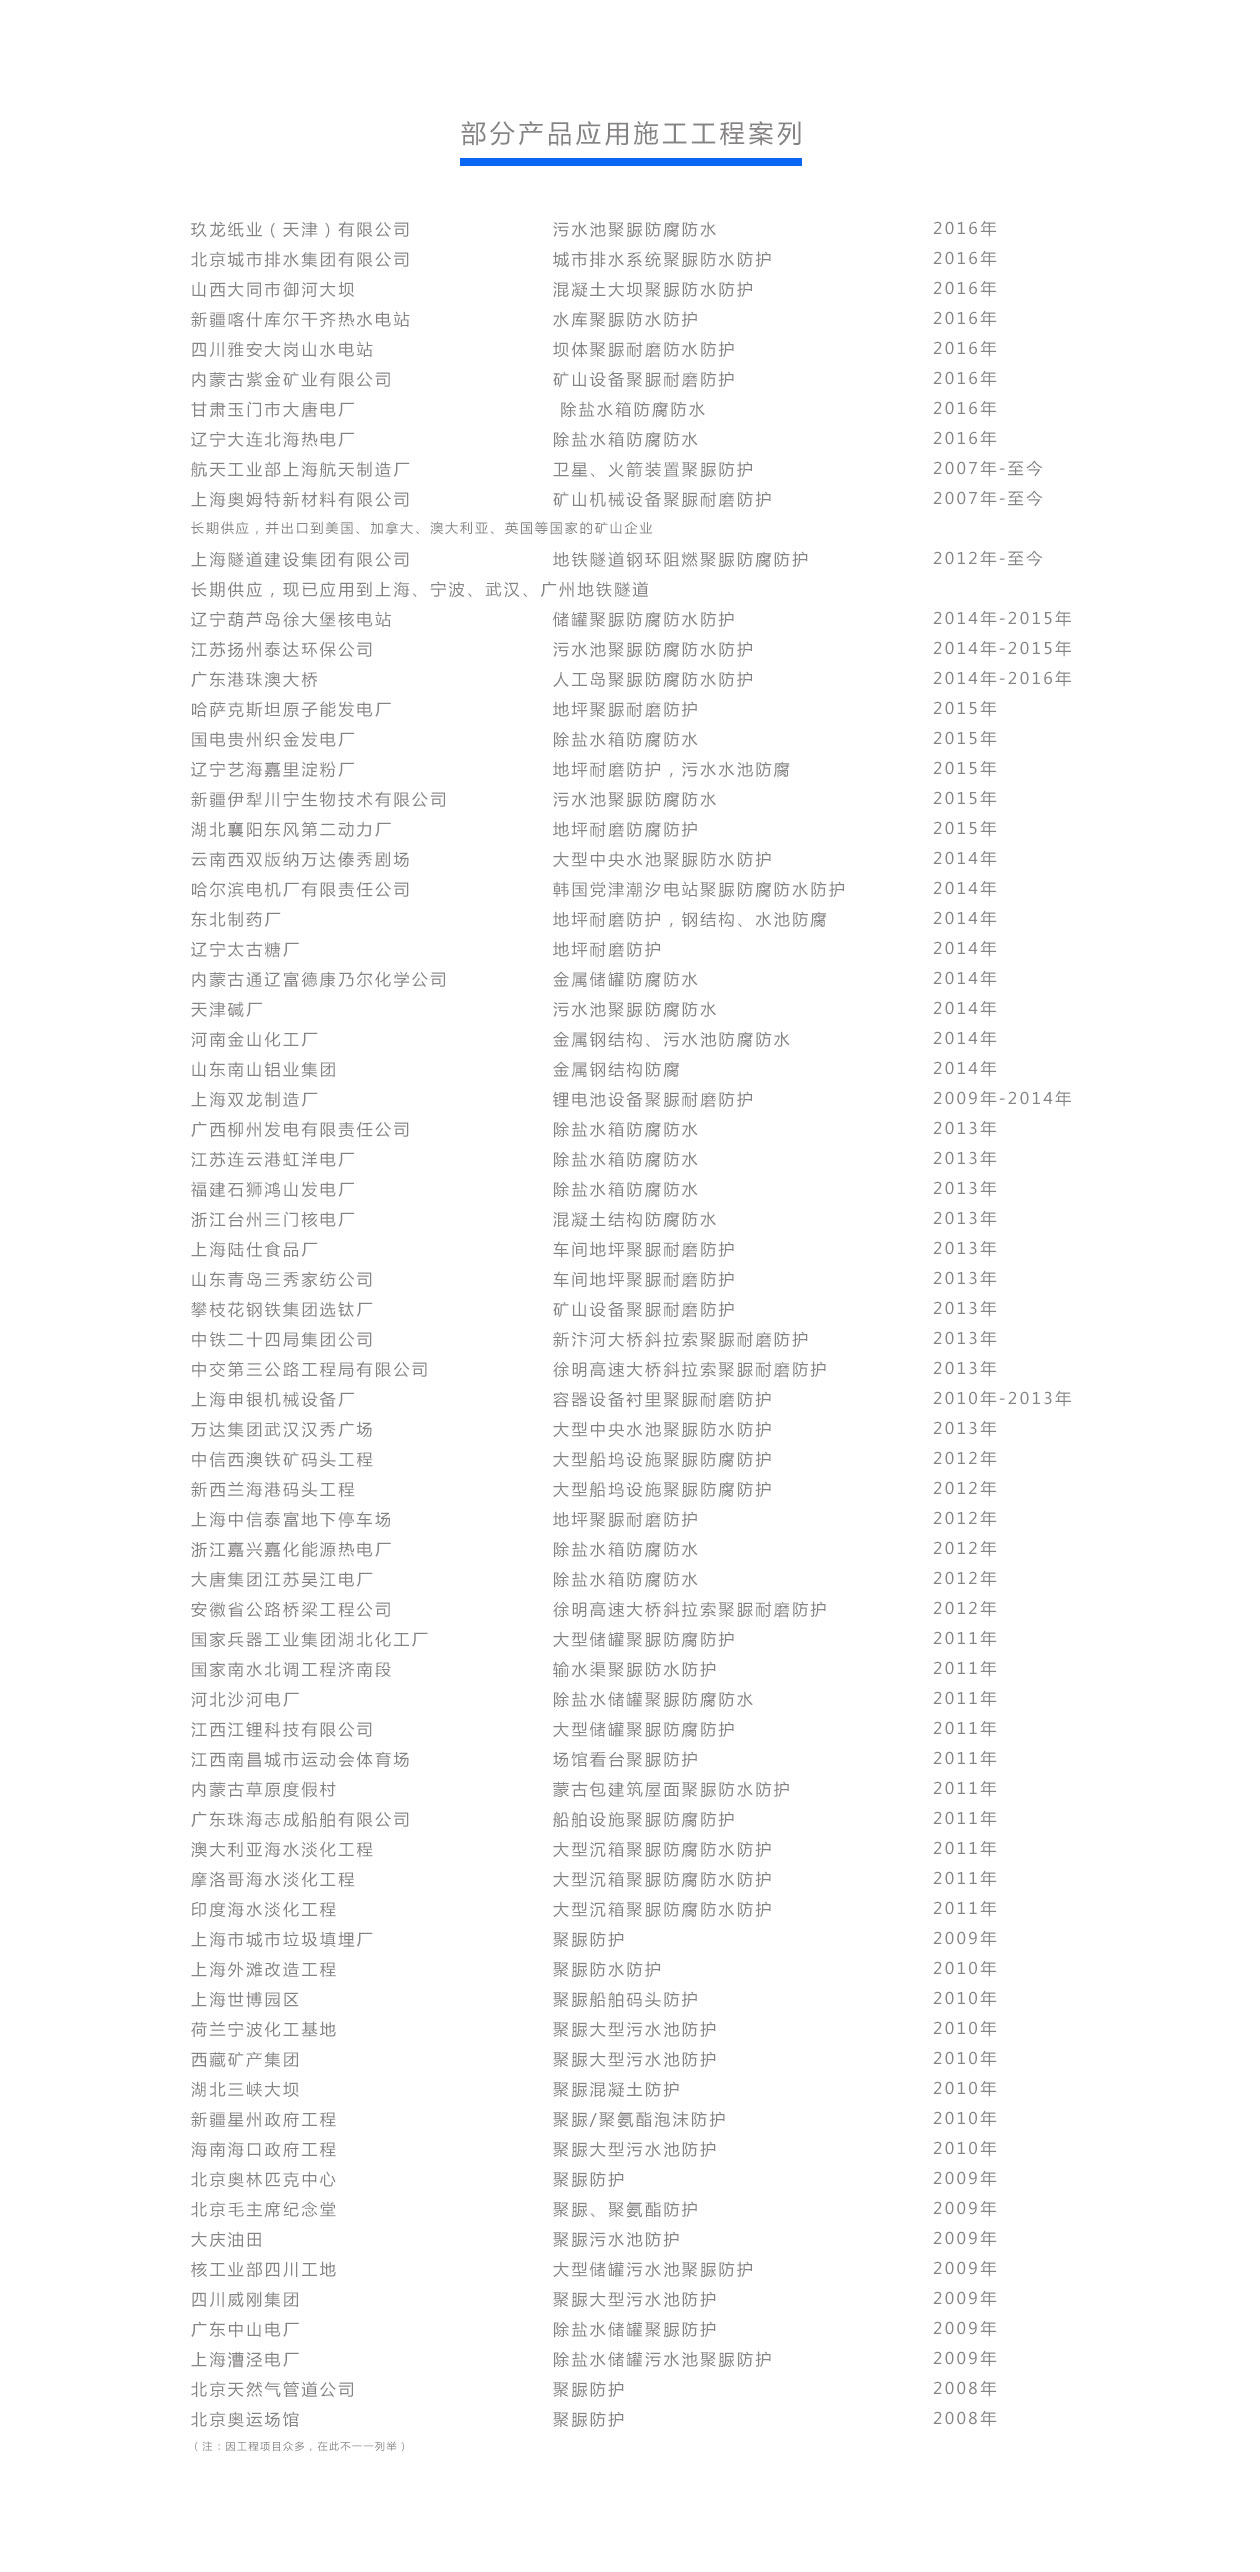 部分产品应用施工工程案列
玖龙纸业（天津）有限公司 污水池聚脲防腐防水 2016年
北京城市排水集团有限公司 城市排水系统聚脲防水防护 2016年
山西大同市御河大坝 混凝土大坝聚脲防水防护 2016年
新疆喀什库尔干齐热水电站 水库聚脲防水防护 2016年
四川雅安大岗山水电站 坝体聚脲耐磨防水防护 2016年
内蒙古紫金矿业有限公司 矿山设备聚脲耐磨防护 2016年
甘肃玉门市大唐电厂 除盐水箱防腐防水 2016年
辽宁大连北海热电厂 除盐水箱防腐防水 2016年
航天工业部上海航天制造厂 卫星、火箭装置聚脲防护 2007年-至今
上海奥姆特新材料有限公司 矿山机械设备聚脲耐磨防护 2007年-至今
长期供应，并出口到美国、加拿大、澳大利亚、英国等国家的矿山企业
上海隧道建设集团有限公司 地铁隧道钢环阻燃聚脲防腐防护 2012年-至今
长期供应，现已应用到上海、宁波、武汉、广州地铁隧道
辽宁葫芦岛徐大堡核电站 储罐聚脲防腐防水防护 2014年-2015年
江苏扬州泰达环保公司 污水池聚脲防腐防水防护 2014年-2015年
广东港珠澳大桥 人工岛聚脲防腐防水防护 2014年-2016年
哈萨克斯坦原子能发电厂 地坪聚脲耐磨防护 2015年
国电贵州织金发电厂 除盐水箱防腐防水 2015年
辽宁艺海嘉里淀粉厂 地坪耐磨防护，污水水池防腐 2015年
新疆伊犁川宁生物技术有限公司 污水池聚脲防腐防水 2015年
湖北襄阳东风第二动力厂 地坪耐磨防腐防护 2015年
云南西双版纳万达傣秀剧场 大型中央水池聚脲防水防护 2014年
哈尔滨电机厂有限责任公司 韩国党津潮汐电站聚脲防腐防水防护 2014年
东北制药厂 地坪耐磨防护，钢结构、水池防腐 2014年
辽宁太古糖厂 地坪耐磨防护 2014年
内蒙古通辽富德康乃尔化学公司 金属储罐防腐防水 2014年
天津碱厂 污水池聚脲防腐防水 2014年
河南金山化工厂 金属钢结构、污水池防腐防水 2014年
山东南山铝业集团 金属钢结构防腐 2014年
上海双龙制造厂 锂电池设备聚脲耐磨防护 2009年-2014年
广西柳州发电有限责任公司 除盐水箱防腐防水 2013年
江苏连云港虹洋电厂 除盐水箱防腐防水 2013年
福建石狮鸿山发电厂 除盐水箱防腐防水 2013年
浙江台州三门核电厂 混凝土结构防腐防水 2013年
上海陆仕食品厂 车间地坪聚脲耐磨防护 2013年
山东青岛三秀家纺公司 车间地坪聚脲耐磨防护 2013年
攀枝花钢铁集团选钛厂 矿山设备聚脲耐磨防护 2013年
中铁二十四局集团公司 新汴河大桥斜拉索聚脲耐磨防护 2013年
中交第三公路工程局有限公司 徐明高速大桥斜拉索聚脲耐磨防护 2013年
上海申银机械设备厂 容器设备衬里聚脲耐磨防护 2010年-2013年
万达集团武汉汉秀广场 大型中央水池聚脲防水防护 2013年
中信西澳铁矿码头工程 大型船坞设施聚脲防腐防护 2012年
新西兰海港码头工程 大型船坞设施聚脲防腐防护 2012年
上海中信泰富地下停车场 地坪聚脲耐磨防护 2012年
浙江嘉兴嘉化能源热电厂 除盐水箱防腐防水 2012年
大唐集团江苏吴江电厂 除盐水箱防腐防水 2012年
安徽省公路桥梁工程公司 徐明高速大桥斜拉索聚脲耐磨防护 2012年
国家兵器工业集团湖北化工厂 大型储罐聚脲防腐防护 2011年
国家南水北调工程济南段 输水渠聚脲防水防护 2011年
河北沙河电厂 除盐水储罐聚脲防腐防水 2011年
江西江锂科技有限公司 大型储罐聚脲防腐防护 2011年
江西南昌城市运动会体育场 场馆看台聚脲防护 2011年
内蒙古草原度假村 蒙古包建筑屋面聚脲防水防护 2011年
广东珠海志成船舶有限公司 船舶设施聚脲防腐防护 2011年
澳大利亚海水淡化工程 大型沉箱聚脲防腐防水防护 2011年
摩洛哥海水淡化工程 大型沉箱聚脲防腐防水防护 2011年
印度海水淡化工程 大型沉箱聚脲防腐防水防护 2011年
上海市城市垃圾填埋厂 聚脲防护 2009年
上海外滩改造工程 聚脲防水防护 2010年
上海世博园区 聚脲船舶码头防护 2010年
荷兰宁波化工基地 聚脲大型污水池防护 2010年
西藏矿产集团 聚脲大型污水池防护 2010年
湖北三峡大坝 聚脲混凝土防护 2010年
新疆星州政府工程 聚脲/聚氨酯泡沫防护 2010年
海南海口政府工程 聚脲大型污水池防护 2010年
北京奥林匹克中心 聚脲防护 2009年
北京毛主席纪念堂 聚脲、聚氨酯防护 2009年
大庆油田 聚脲污水池防护 2009年
核工业部四川工地 大型储罐污水池聚脲防护 2009年
四川威刚集团 聚脲大型污水池防护 2009年
广东中山电厂 除盐水储罐聚脲防护 2009年
上海漕泾电厂 除盐水储罐污水池聚脲防护 2009年
北京天然气管道公司 聚脲防护 2008年
北京奥运场馆 聚脲防护 2008年
（注：因工程项目众多，在此不一一列举）